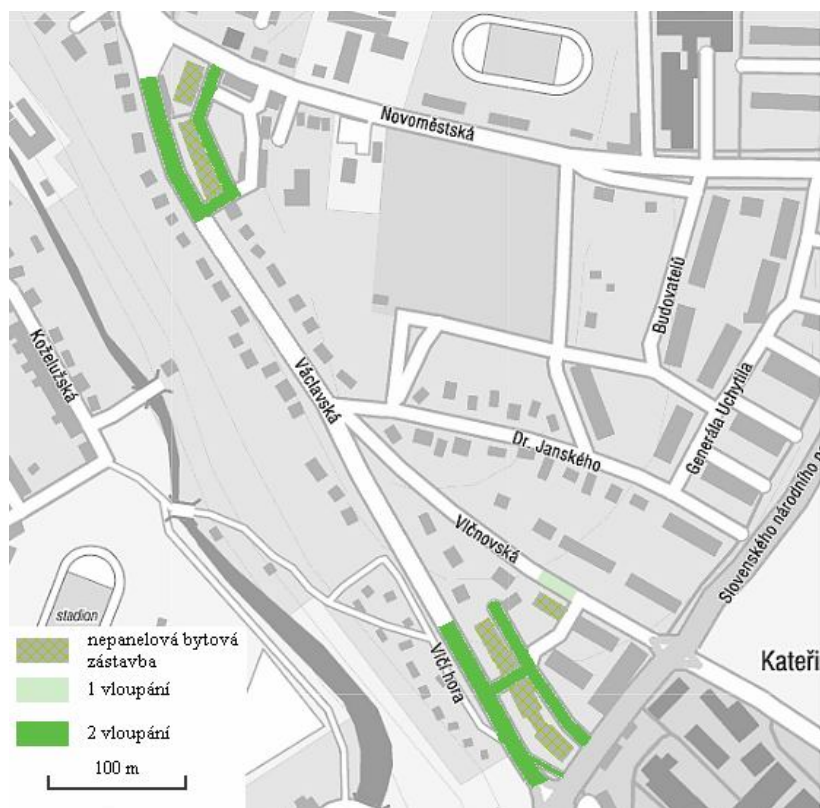 Novoměstská
Budovatelů
Koželužská
Václavská
Generála Uchytila
Dr. Janského
Slovenského národního
Vlčnovská
stadion
Vlčí hora
Kateři
nepanelová bytová
zástavba
1 vloupání
2 vloupání
100 m